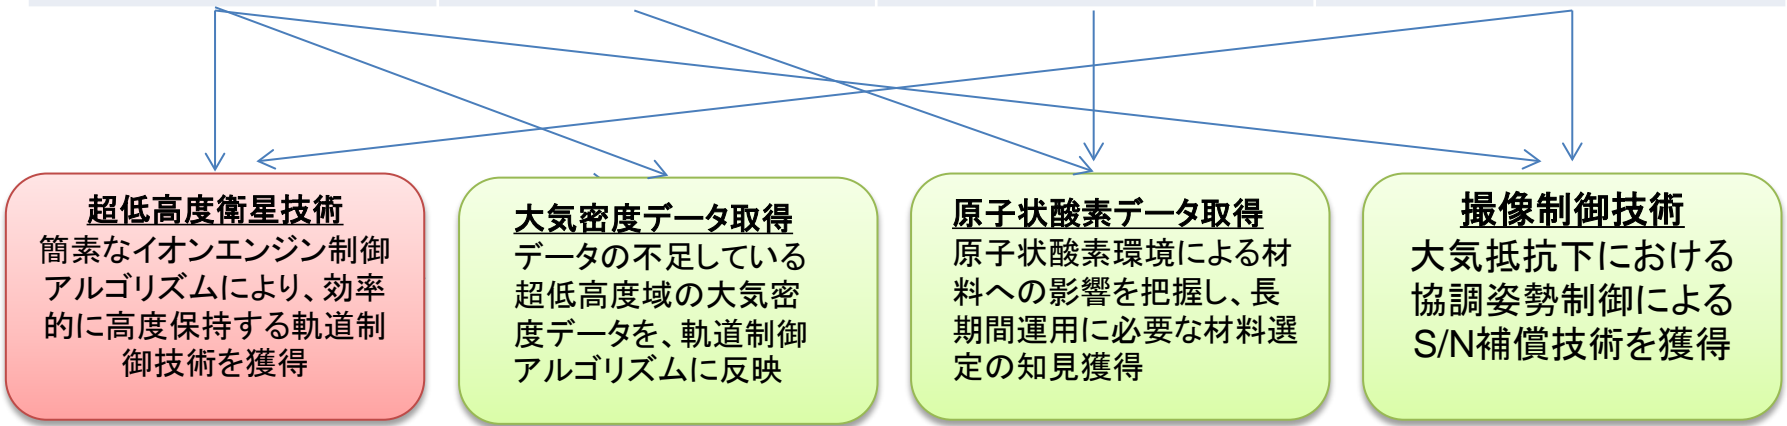 超低高度衛星技術
簡素なイオンエンジン制御
アルゴリズムにより、効率
的に高度保持する軌道制
御技術を獲得
大気密度データ取得
データの不足している
超低高度域の大気密
度データを、軌道制御
アルゴリズムに反映
原子状酸素データ取得
原子状酸素環境による材
料への影響を把握し、長
期間運用に必要な材料選
定の知見獲得
撮像制御技術
大気抵抗下における
協調姿勢制御による
S/N補償技術を獲得